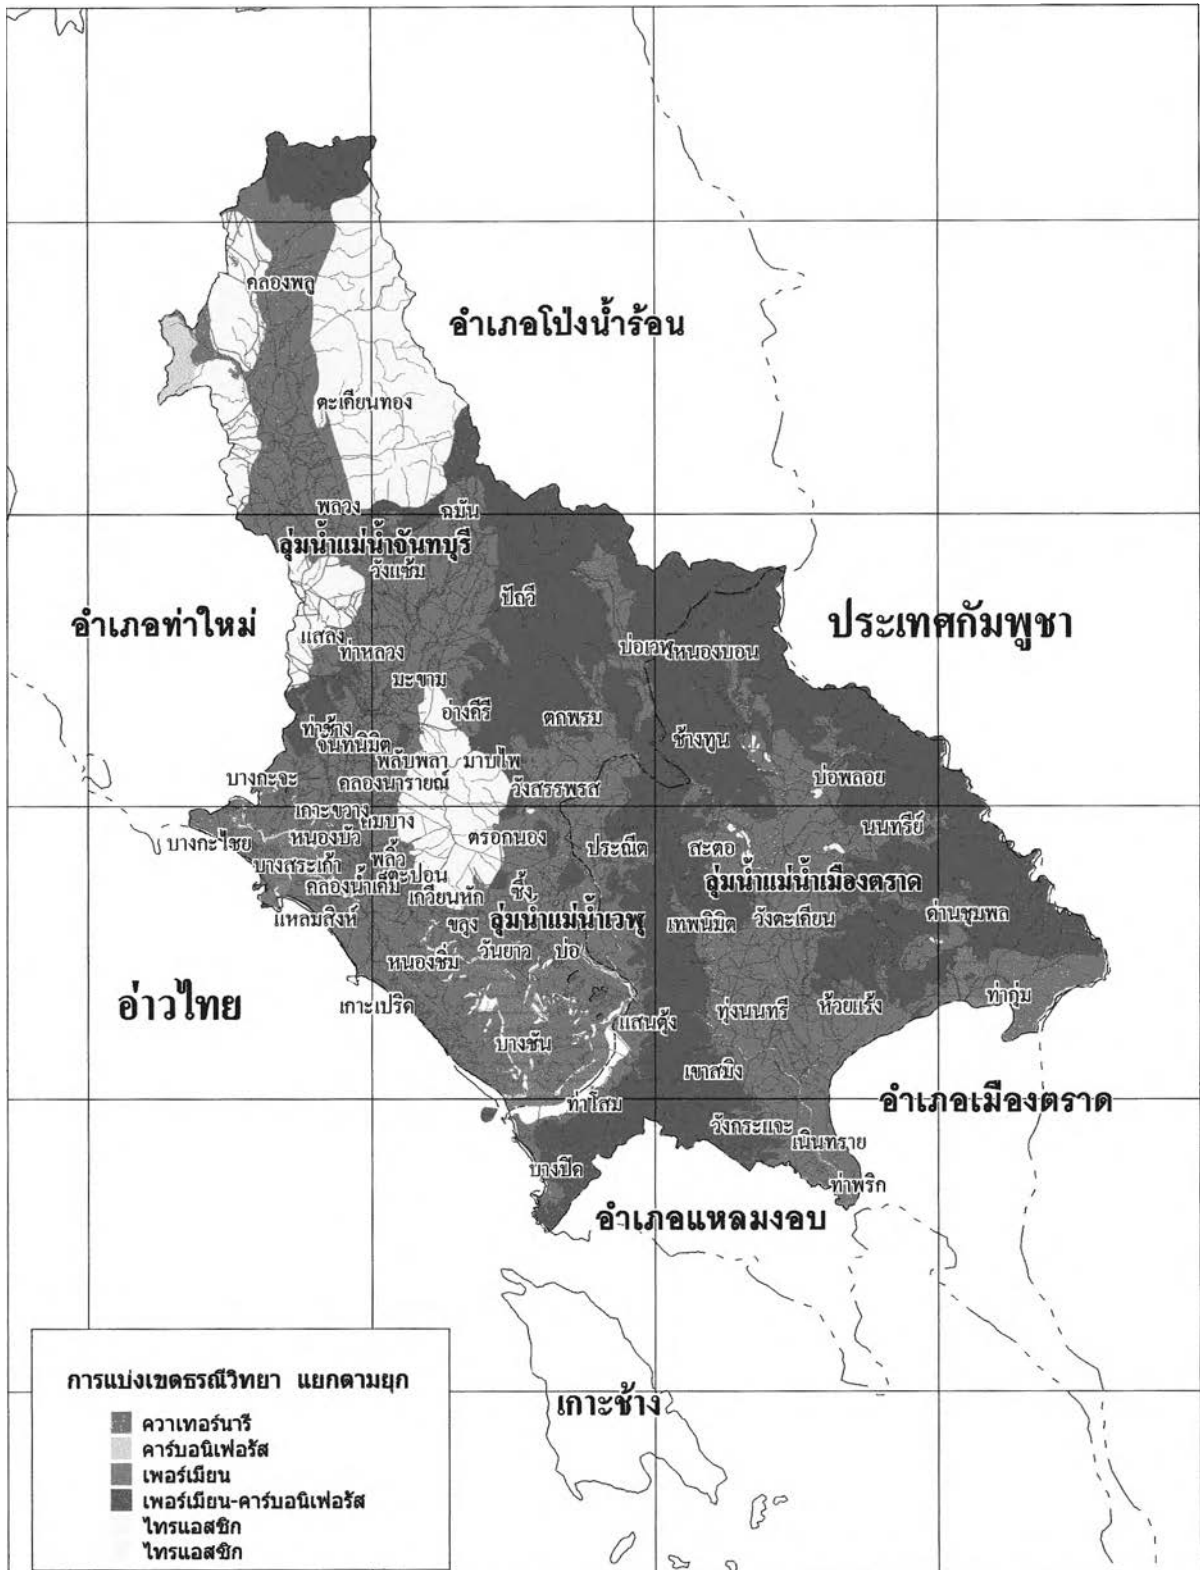 คลองพลู
อำเภอโป่งน้ำร้อน
ตะเคียนทอง
พลวง
ฉมัน
ลุ่มน้ำแม่น้ำจันทบุรี
วังแซ้ม
ปัถวี
อำเภอท่าใหม่
ประเทศกัมพูชา
แสลง
ท่าหลวง
บ่อเวฬุ
หนองบอน
มะขาม
อ่างคีรี
ตกพรม
ท่าช้าง
จันทนิมิต
ช้างทูน
พลับพลา
มาบไพ
บางกะจะ
คลองนารายณ์
วังสรรพรส
บ่อพลอย
เกาะขวาง
คมบาง
นนทรีย์
บางกะไชย
หนองบัว
ตรอกนอง
ประณีต
สะตอ
บางสระเก้า
พลิ้ว
ตะปอน
คลองน้ำเค็ม
เกวียนหัก
ซึ้ง
ลุ่มน้ำแม่น้ำเมืองตราด
แหลมสิงห์
ขลุง
ลุ่มน้ำแม่น้ำเวฬุ
เทพนิมิต
วังตะเคียน
ด่านชุมพล
หนองชิ่ม
วันยาว
บ่อ
อ่าวไทย
เกาะเปริด
แสนตุ้ง
ทุ่งนนทรี
ห้วยแร้ง
ท่ากุ่ม
บางชัน
เขาสมิง
ท่าโสม
อำเภอเมืองตราด
วังกระแจะ
เนินทราย
บางปิด
ท่าพริก
อำเภอแหลมงอบ
เกาะช้าง
การแบ่งเขตธรณีวิทยา แยกตามยุก
ควาเทอร์นารี
คาร์บอนิเฟอรัส
เพอร์เมียน
เพอร์เมียน-คาร์บอนิเฟอรัส
ไทรแอสซิก
ไทรแอสซิก